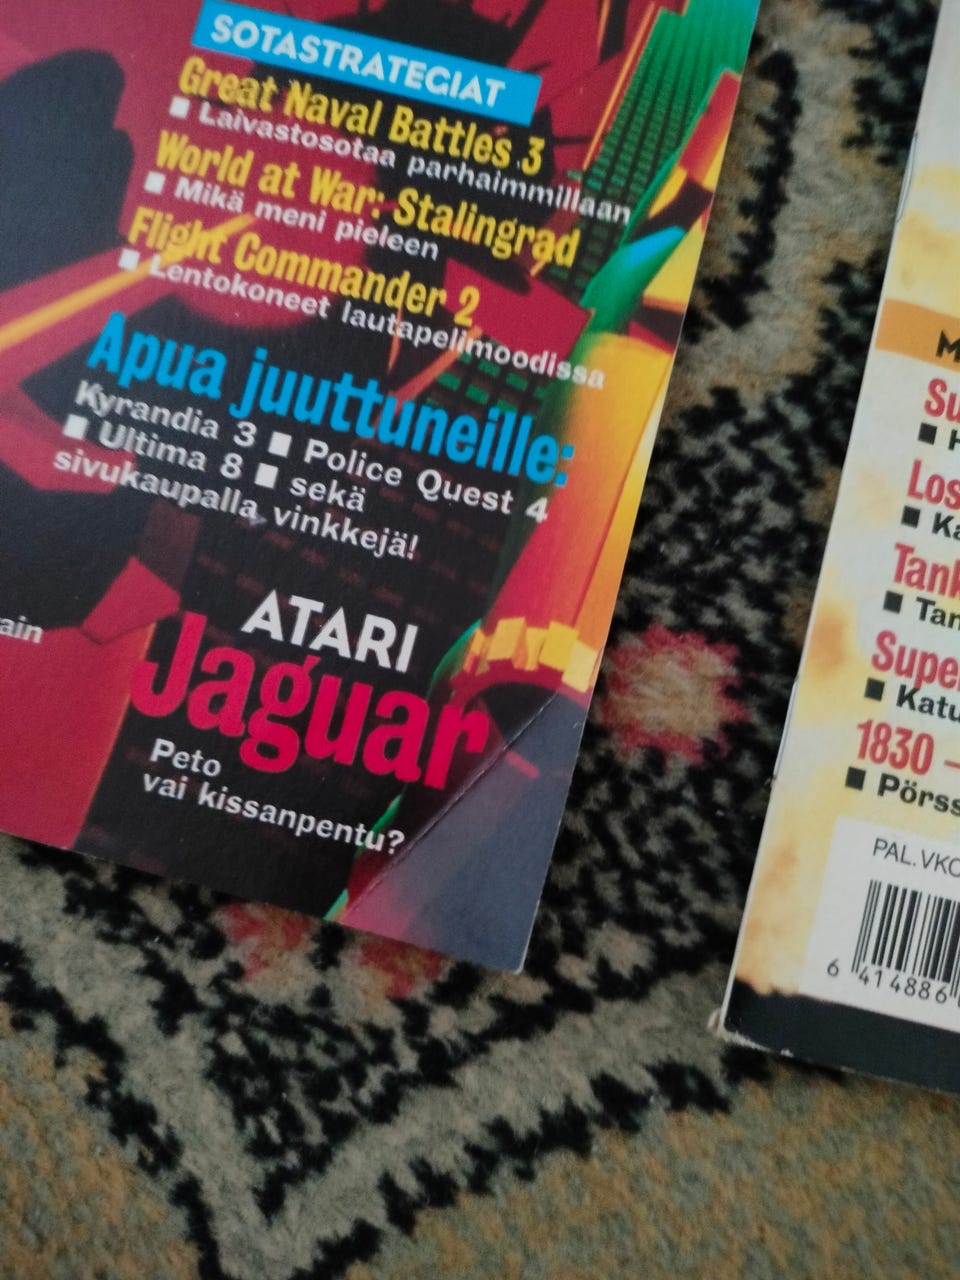 SOTASTRATEGIAT
Great Naval Battles 3
■ Laivastosotaa parhaimmillaan
World at War: Stalingrad
■ Mikä meni pieleen
Flight Commander 2
■ Lentokoneet lautapelimoodissa
Apua juuttuneille:
Kyrandia 3 ■ Police Quest 4
■ Ultima 8 ■ sekä
sivukaupalla vinkkejä!
ATARI
Jaguar
Peto
vai kissanpentu?
1830 –
PAL.VKO
6 414886